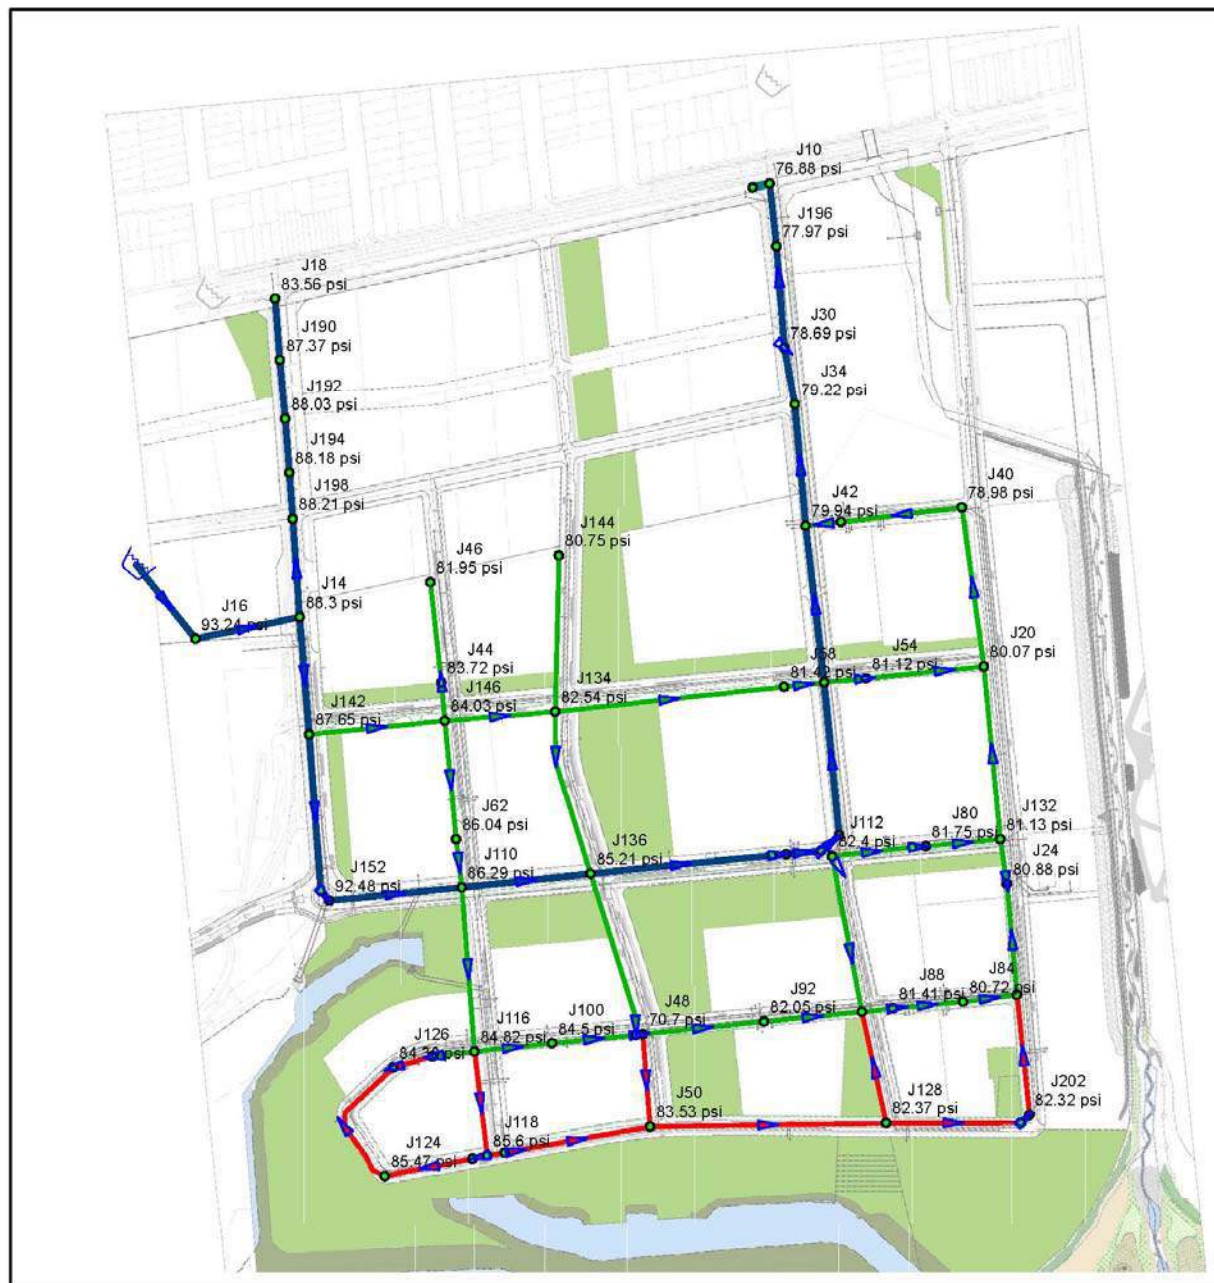 J10
76.88 psi
J196
77.97 psi
J18
83.56 psi
J190
87.37 psi
J30
78.69 psi
J192
88.03 psi
J34
79.22 psi
J194
88.18 psi
J198
88.21 psi
J40
78.98 psi
J42
79.94 psi
J144
80.75 psi
J46
81.95 psi
J14
88.3 psi
J16
93.24 psi
J20
80.07 psi
J54
81.12 psi
J58
81.42 psi
J44
83.72 psi
J134
82.54 psi
J146
84.03 psi
J142
87.65 psi
J132
81.13 psi
J80
81.75 psi
J112
82.4 psi
J62
86.04 psi
J136
85.21 psi
J24
80.88 psi
J110
86.29 psi
J152
92.48 psi
J84
80.72 psi
J88
81.41 psi
J92
82.05 psi
J48
70.7 psi
J100
84.5 psi
J116
84.82 psi
J126
psi
J202
82.32 psi
J128
82.37 psi
J50
83.53 psi
J118
85.6 psi
J124
85.47 psi